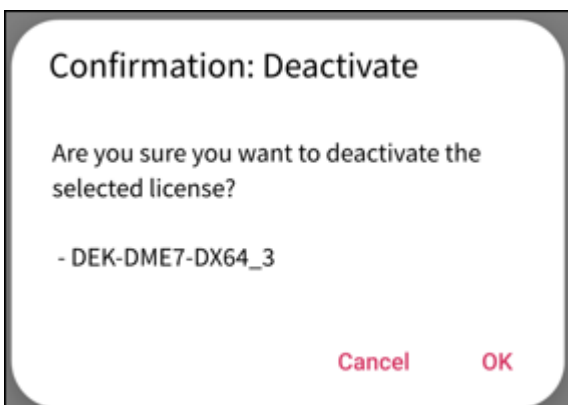 Confirmation: Deactivate
Are you sure you want to deactivate the
selected license?
- DEK-DME7-DX64_3
Cancel OK